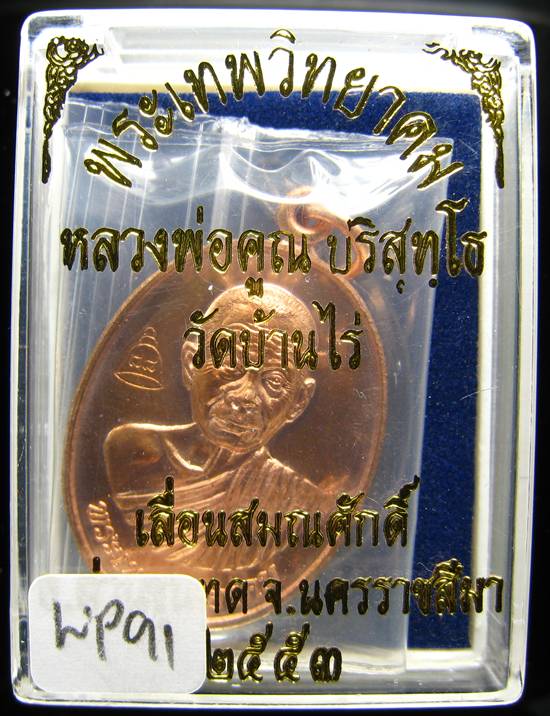 พระเทพวิทยาคม
หลวงพ่อคูณ ปริสุทฺโธ
วัดบ้านไร่
เลื่อนสมณศักดิ์
ทด จ.นครราชสีมา
๒๕๕๓
LP91